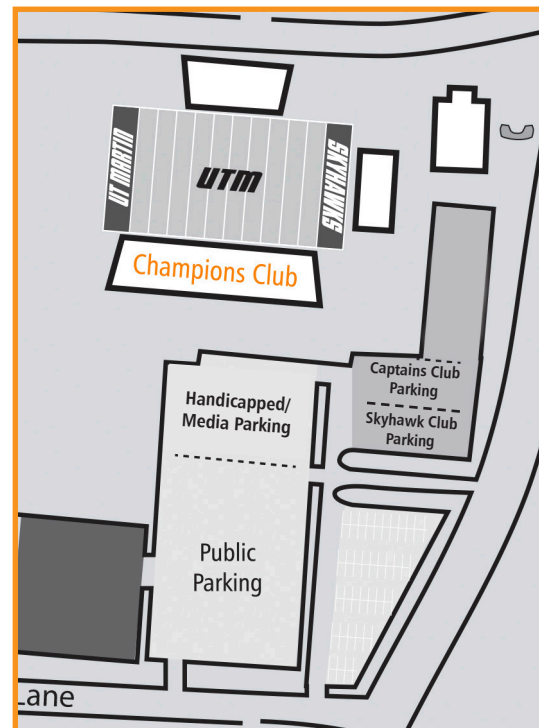 UT MARTIN
UTM
SKYHAWKS
Champions Club
Captains Club
Parking
Skyhawk Club
Parking
Handicapped/
Media Parking
Public
Parking
Lane